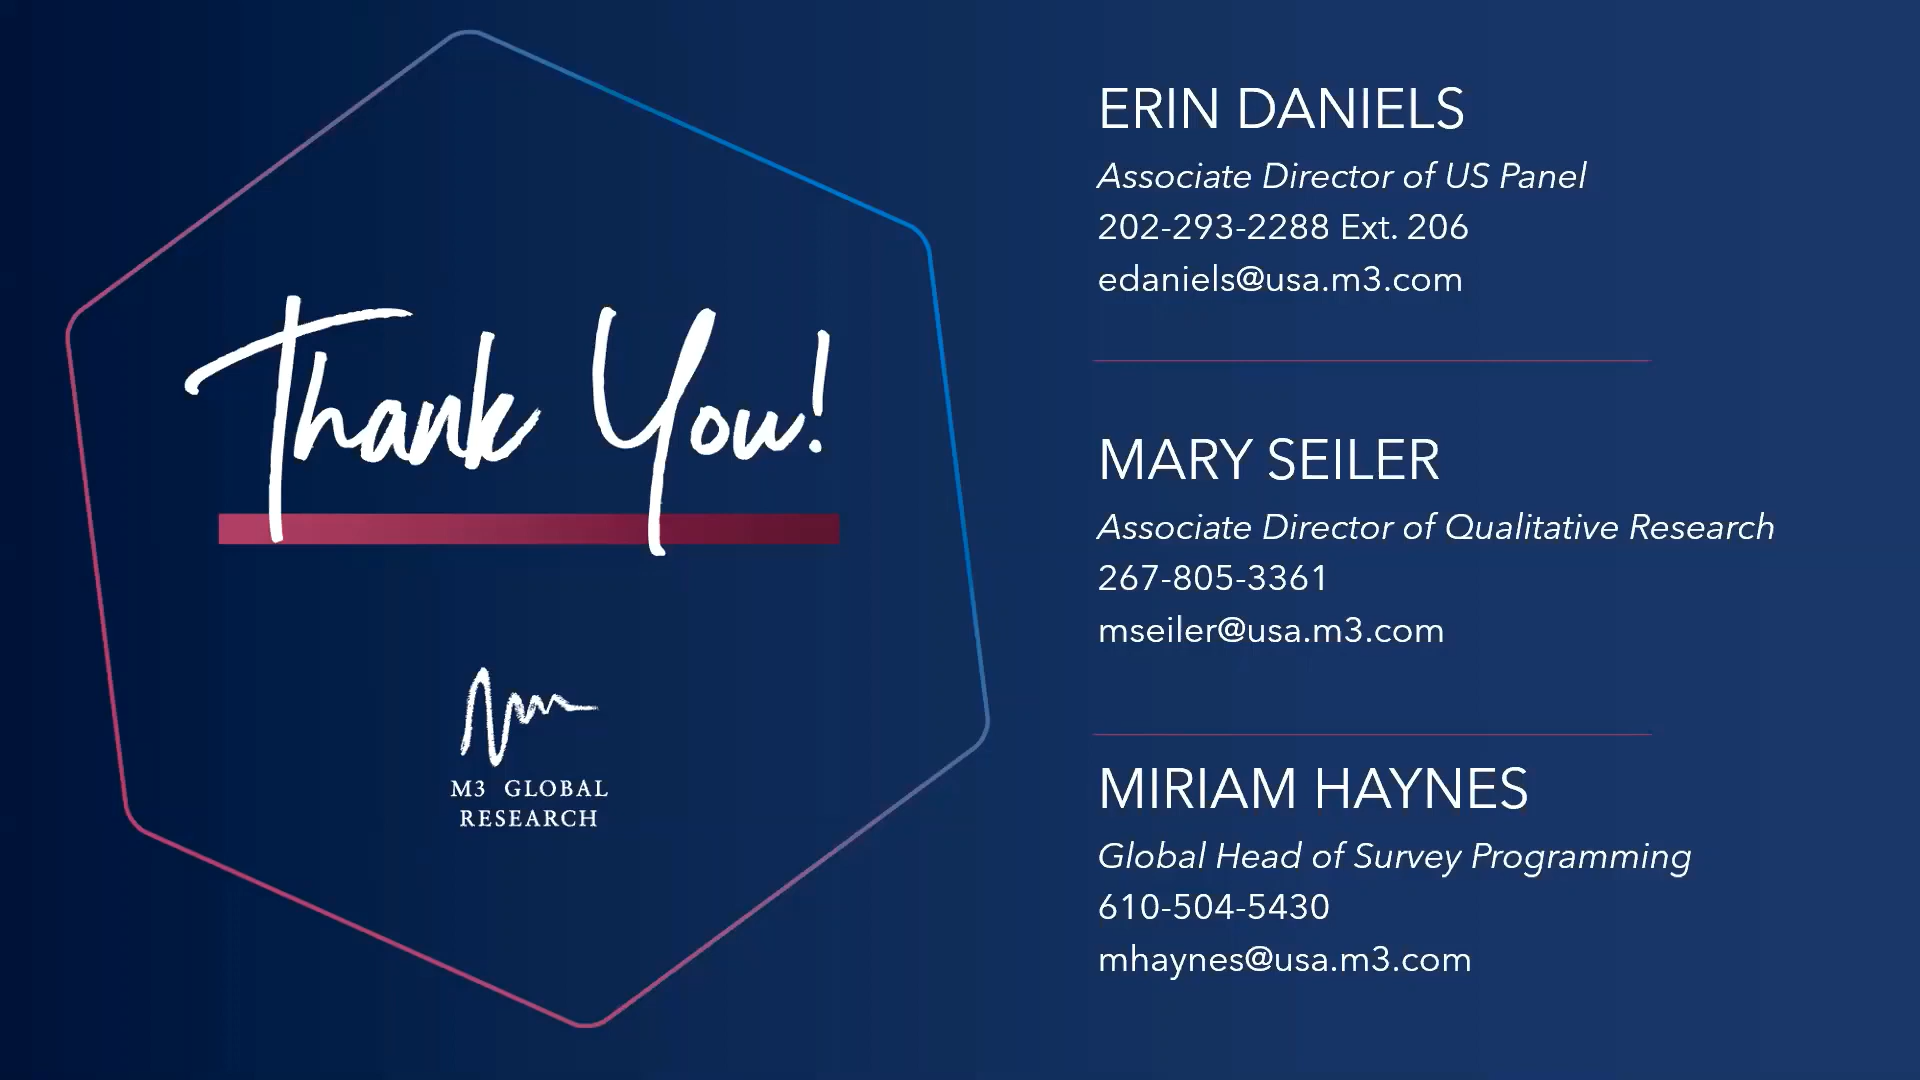 Thank You!
M3 GLOBAL
RESEARCH
ERIN DANIELS
Associate Director of US Panel
202-293-2288 Ext. 206
edaniels@usa.m3.com
MARY SEILER
Associate Director of Qualitative Research
267-805-3361
mseiler@usa.m3.com
MIRIAM HAYNES
Global Head of Survey Programming
610-504-5430
mhaynes@usa.m3.com